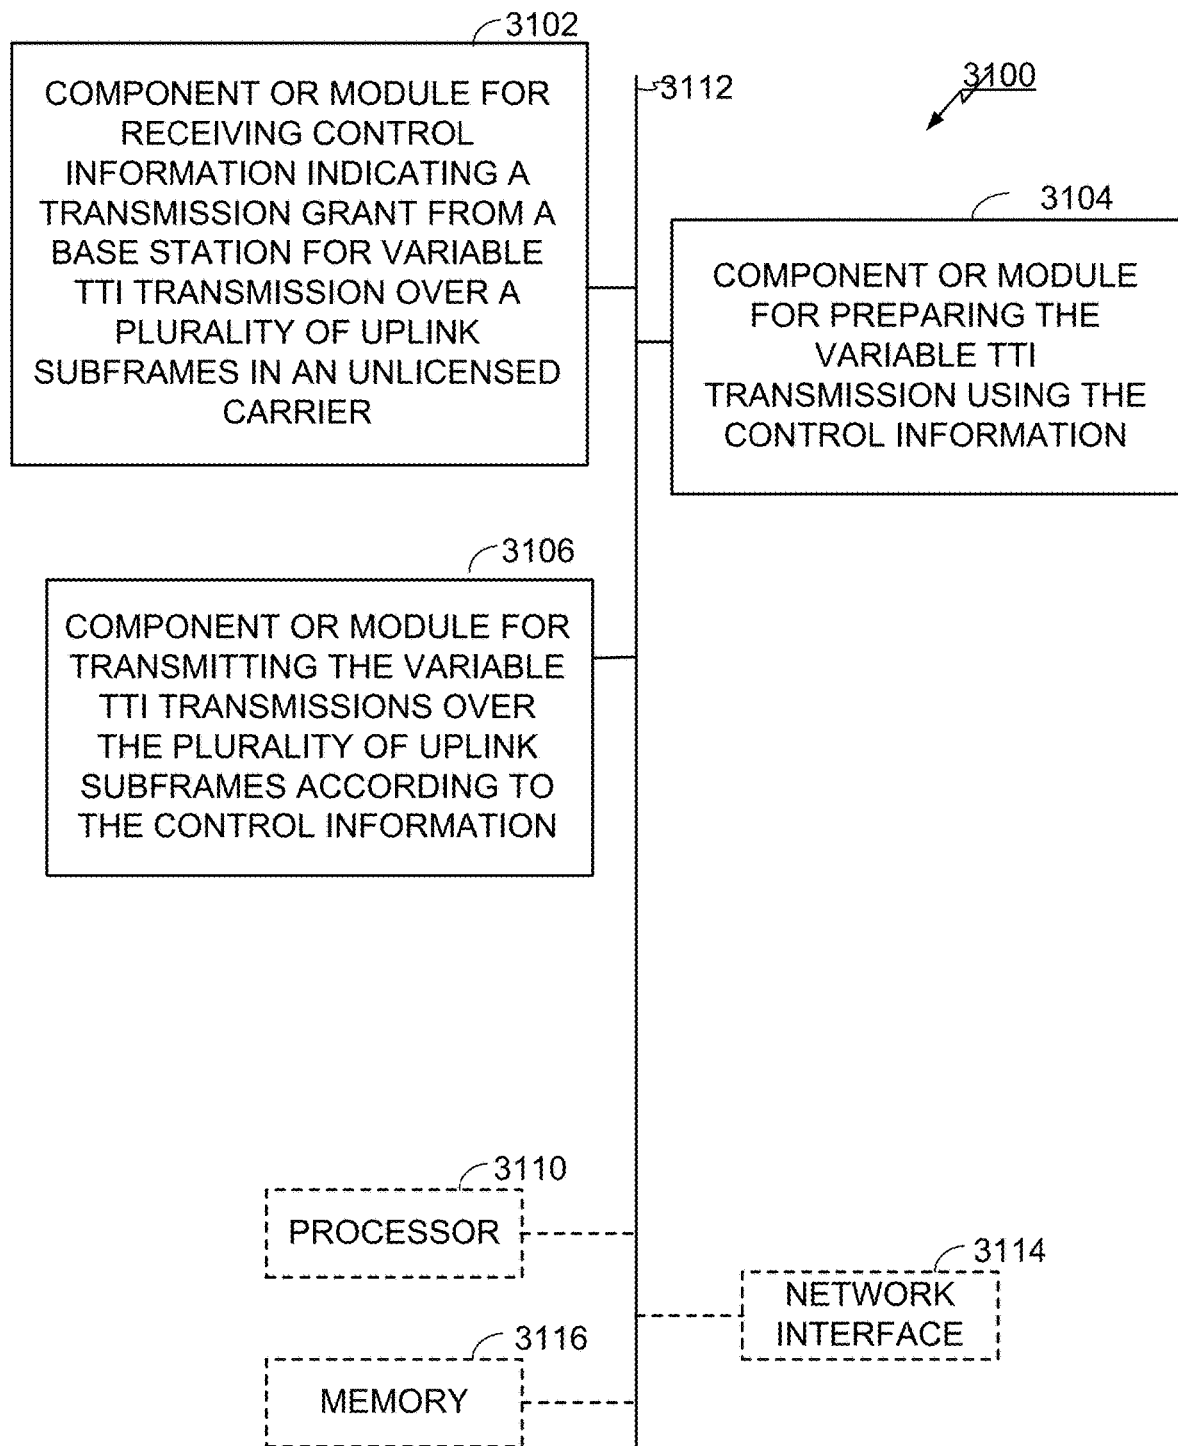 3102
COMPONENT OR MODULE FOR
RECEIVING CONTROL
INFORMATION INDICATING A
TRANSMISSION GRANT FROM A
BASE STATION FOR VARIABLE
TTI TRANSMISSION OVER A
PLURALITY OF UPLINK
SUBFRAMES IN AN UNLICENSED
CARRIER
3112
3100
3104
COMPONENT OR MODULE
FOR PREPARING THE
VARIABLE TTI
TRANSMISSION USING THE
CONTROL INFORMATION
3106
COMPONENT OR MODULE FOR
TRANSMITTING THE VARIABLE
TTI TRANSMISSIONS OVER
THE PLURALITY OF UPLINK
SUBFRAMES ACCORDING TO
THE CONTROL INFORMATION
3110
PROCESSOR
3114
NETWORK
INTERFACE
3116
MEMORY